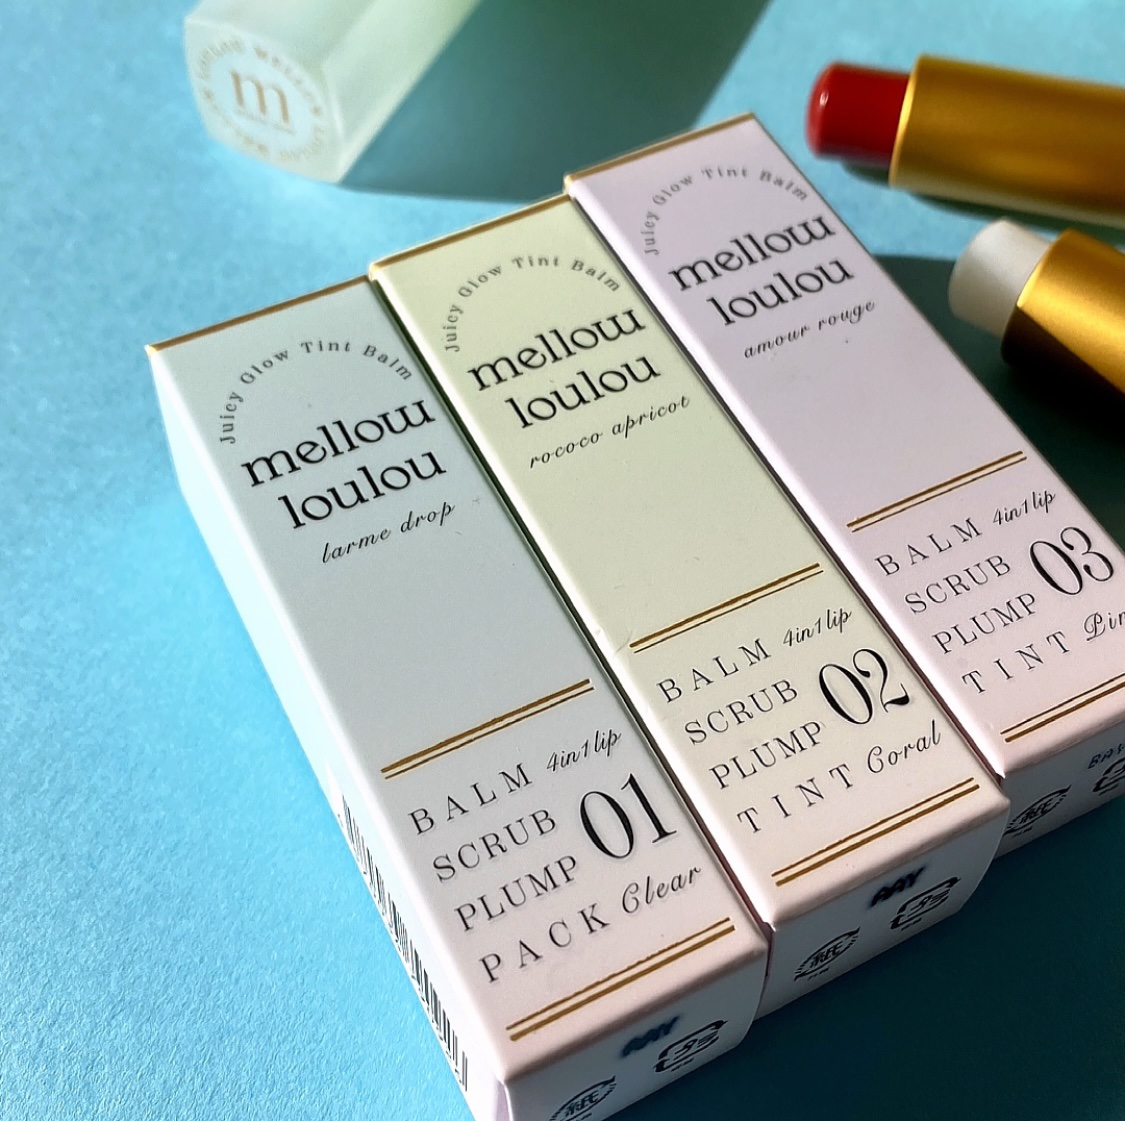 m
Juicy Glow Tint Balm
mellow
loulou
larme drop
BALM 4in1 lip
SCRUB
PLUMP 01
PACK Clear
Juicy Glow Tint Balm
mellow
loulou
rococo apricot
BALM 4in1 lip
SCRUB
PLUMP 02
TINT Coral
Juicy Glow Tint Balm
mellow
loulou
amour rouge
BALM 4in1 lip
SCRUB
PLUMP 03
TINT